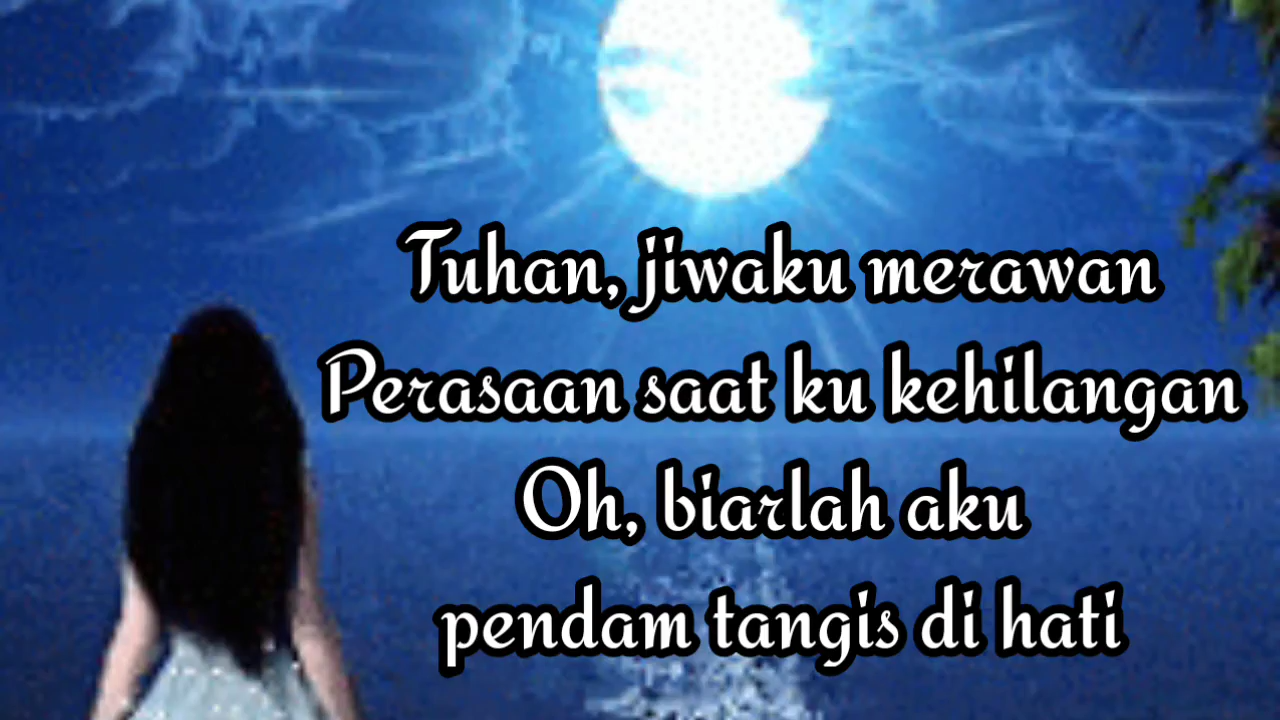 Tuhan, jiwaku merawan
Perasaan saat ku kehilangan
Oh, biarlah aku
pendam tangis di hati